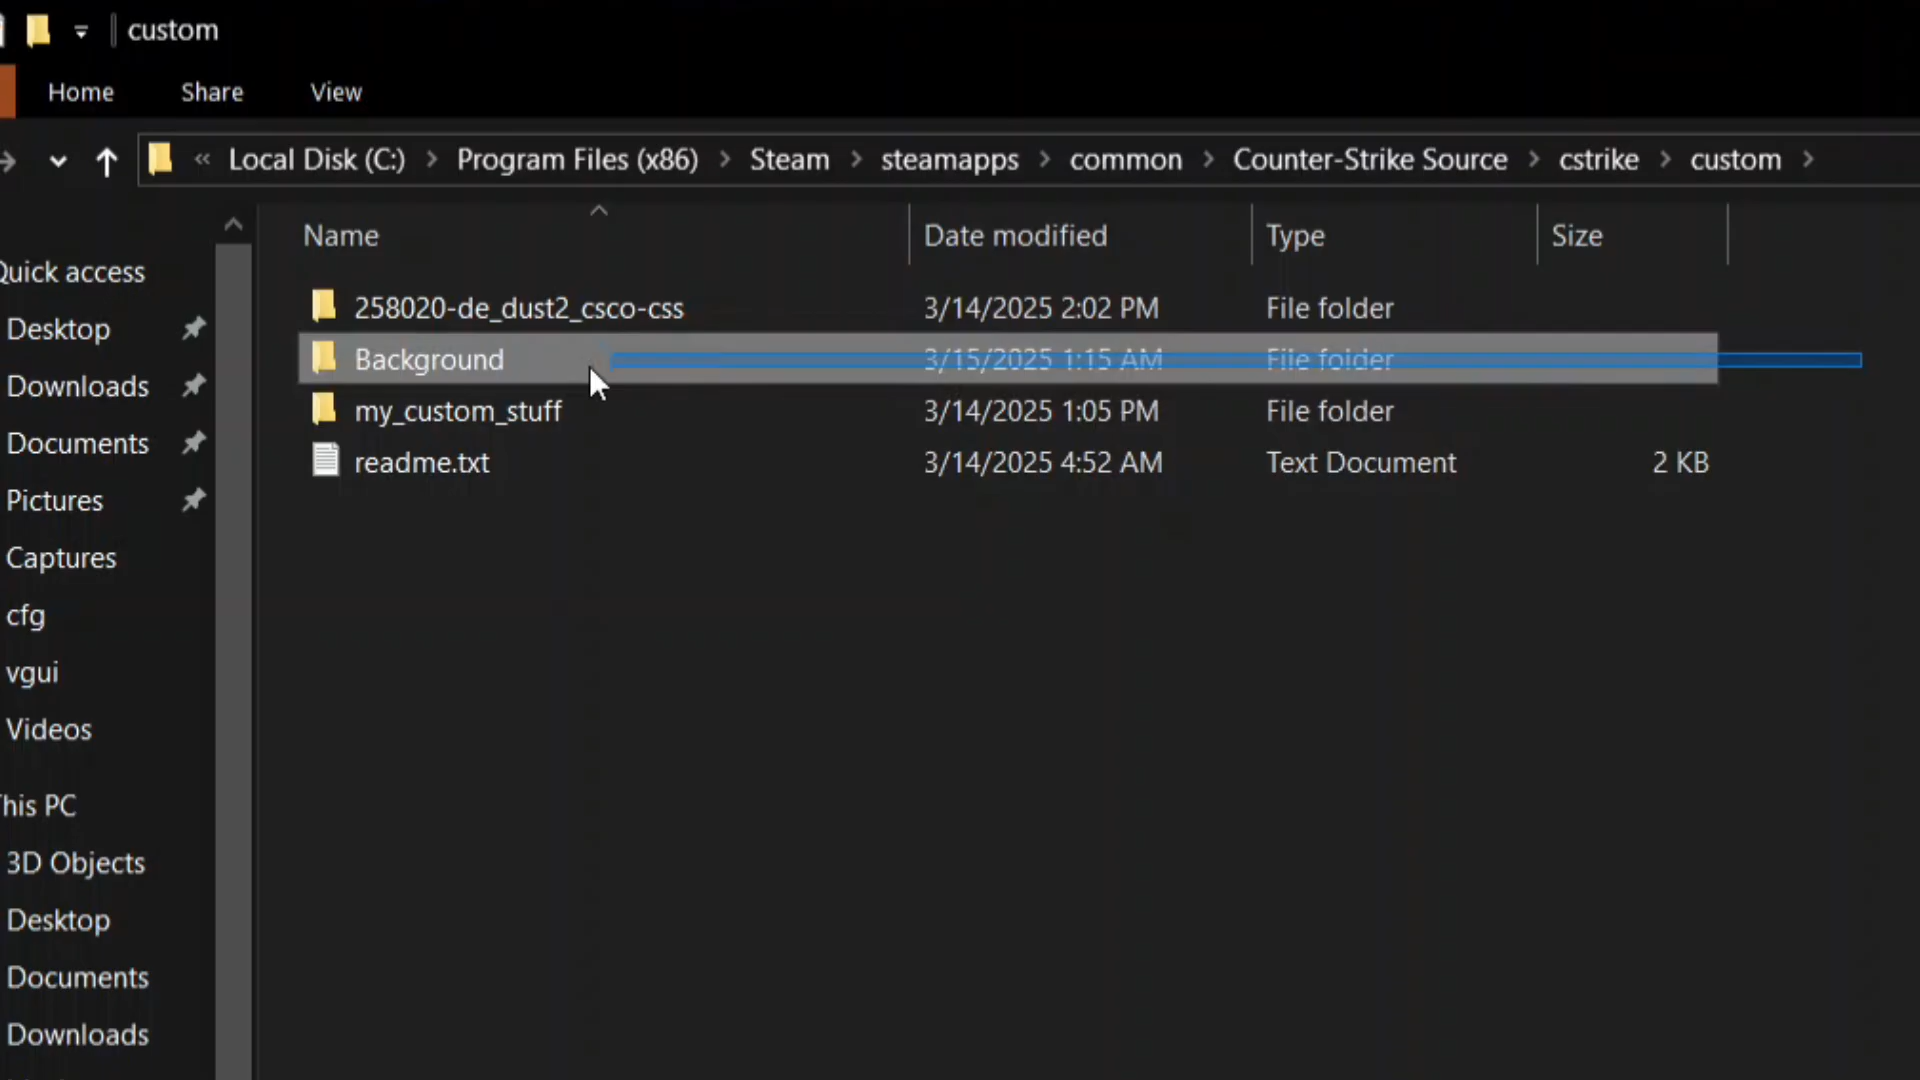 custom
Home Share View
« Local Disk (C:) > Program Files (x86) > Steam > steamapps > common > Counter-Strike Source > cstrike > custom >
Name Date modified Type Size
258020-de_dust2_csco-css 3/14/2025 2:02 PM File folder
Background 3/15/2025 1:15 AM File folder
my_custom_stuff 3/14/2025 1:05 PM File folder
readme.txt 3/14/2025 4:52 AM Text Document 2 KB
Quick access
Desktop
Downloads
Documents
Pictures
Captures
cfg
vgui
Videos
This PC
3D Objects
Desktop
Documents
Downloads